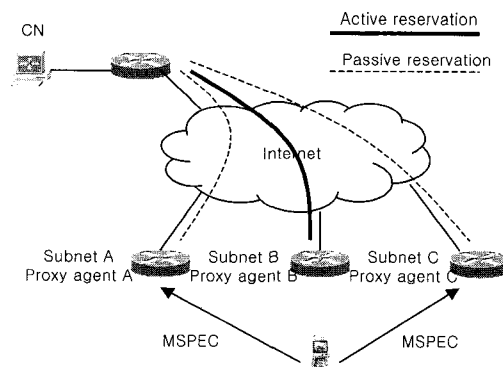 Active reservation
CN
Passive reservation
Internet
Subnet A
Proxy agent A
Subnet B
Proxy agent B
Subnet C
Proxy agent C
MSPEC
MSPEC